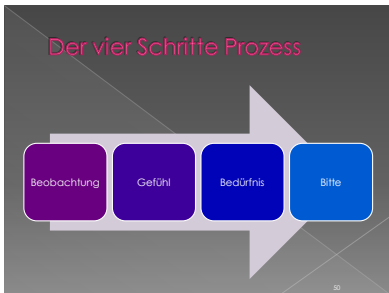 Der vier Schritte Prozess
Beobachtung
Gefühl
Bedürfnis
Bitte
50